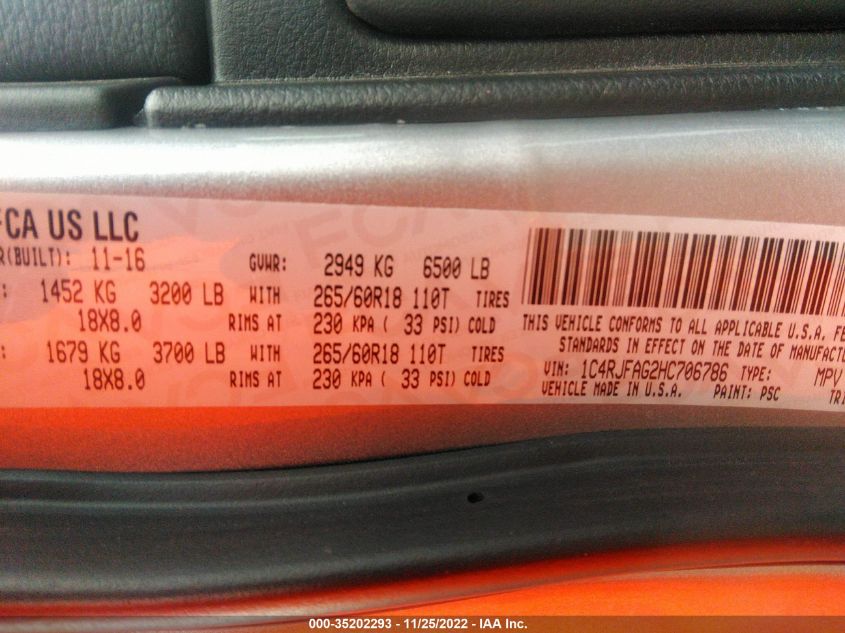 FCA US LLC
R(BUILT): 11-16 GVWR: 2949 KG 6500 LB
: 1452 KG 3200 LB WITH 265/60R18 110T TIRES
18X8.0 RIMS AT 230 KPA ( 33 PSI) COLD
: 1679 KG 3700 LB WITH 265/60R18 110T TIRES
18X8.0 RIMS AT 230 KPA ( 33 PSI) COLD
THIS VEHICLE CONFORMS TO ALL APPLICABLE U.S.A. FE
STANDARDS IN EFFECT ON THE DATE OF MANUFACTU
VIN: 1C4RJFAG2HC706786 TYPE: MPV
VEHICLE MADE IN U.S.A. PAINT: PSC TRI
000-35202293 - 11/25/2022 - IAA Inc.